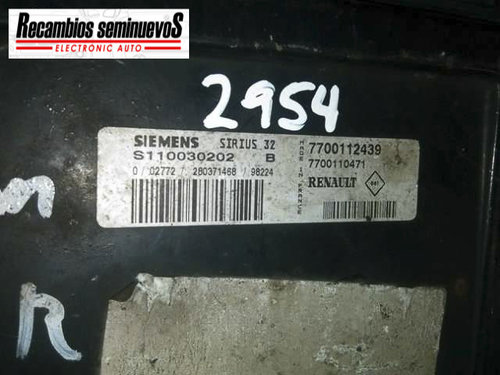 Recambios seminuevoS
ELECTRONIC AUTO
2954
SIEMENS SIRIUS 32
S110030202 B
0 / 02772 / 280371468 / 98224
MADE IN FRANCE
7700112439
7700110471
RENAULT
R